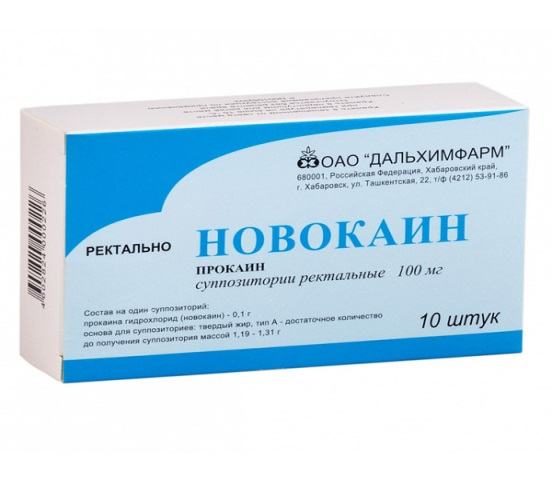 ОАО "ДАЛЬХИМФАРМ"
680001, Российская Федерация, Хабаровский край,
г. Хабаровск, ул. Ташкентская, 22, т/ф (4212) 53-91-86
РЕКТАЛЬНО
НОВОКАИН
ПРОКАИН
суппозитории ректальные 100 мг
Состав на один суппозиторий:
прокаина гидрохлорид (новокаин) - 0,1 г
основа для суппозиториев: твердый жир, тип А - достаточное количество
до получения суппозитория массой 1,19 - 1,31г
10 штук
4602824000226